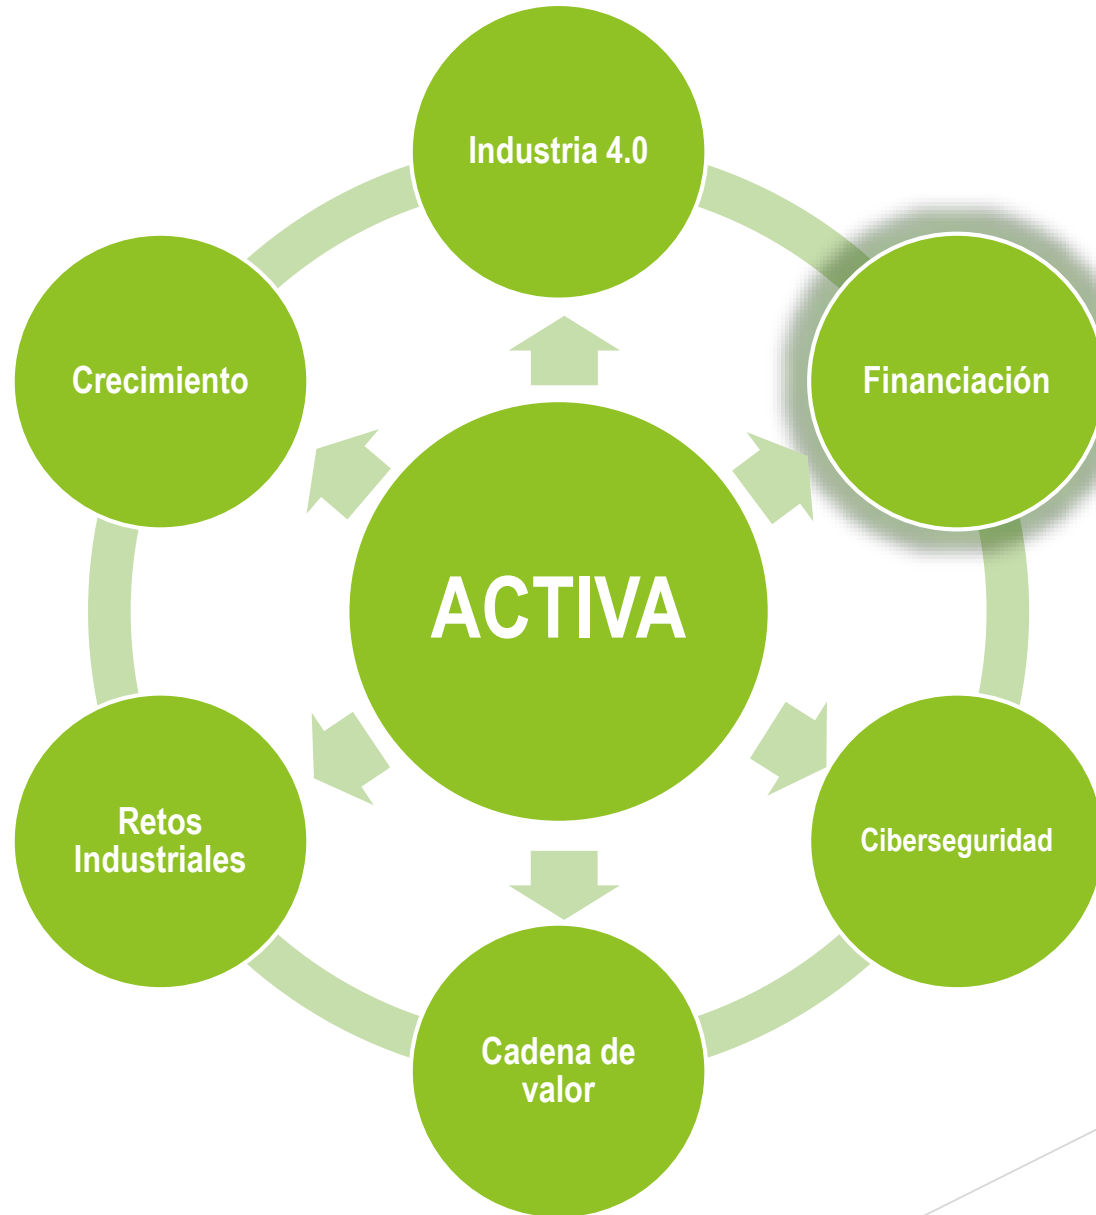 Industria 4.0
Crecimiento
Financiación
ACTIVA
Retos
Industriales
Ciberseguridad
Cadena de
valor